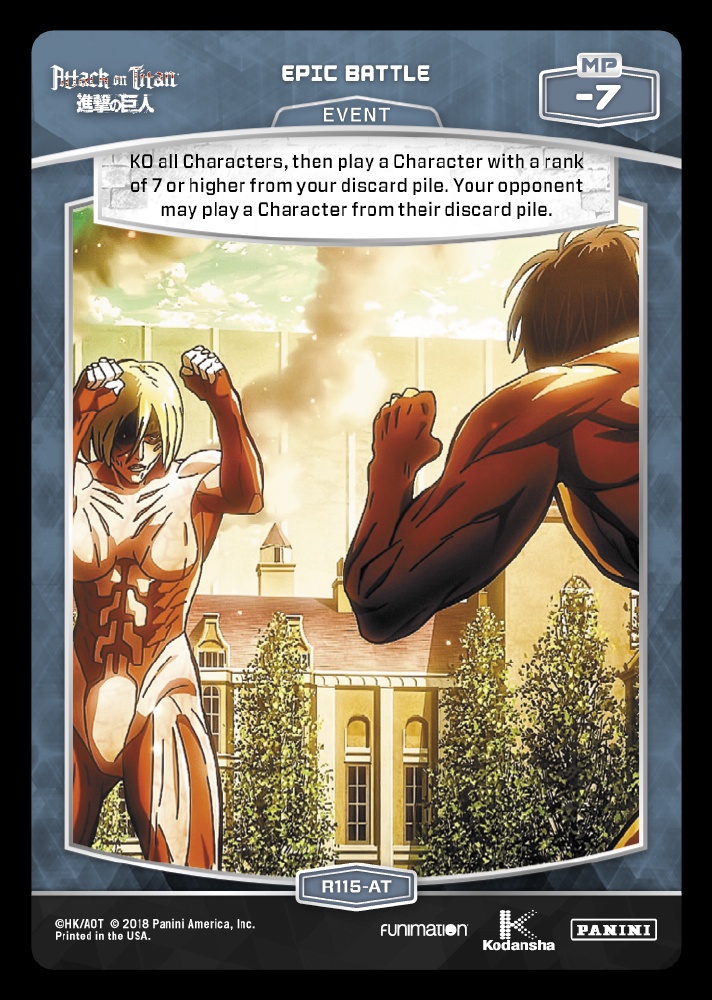 Attack on Titan
進撃の巨人
EPIC BATTLE
EVENT
MP
-7
KO all Characters, then play a Character with a rank
of 7 or higher from your discard pile. Your opponent
may play a Character from their discard pile.
R115-AT
©HK/AOT © 2018 Panini America, Inc.
Printed in the USA.
FUNIMATION
Kodansha
PANINI